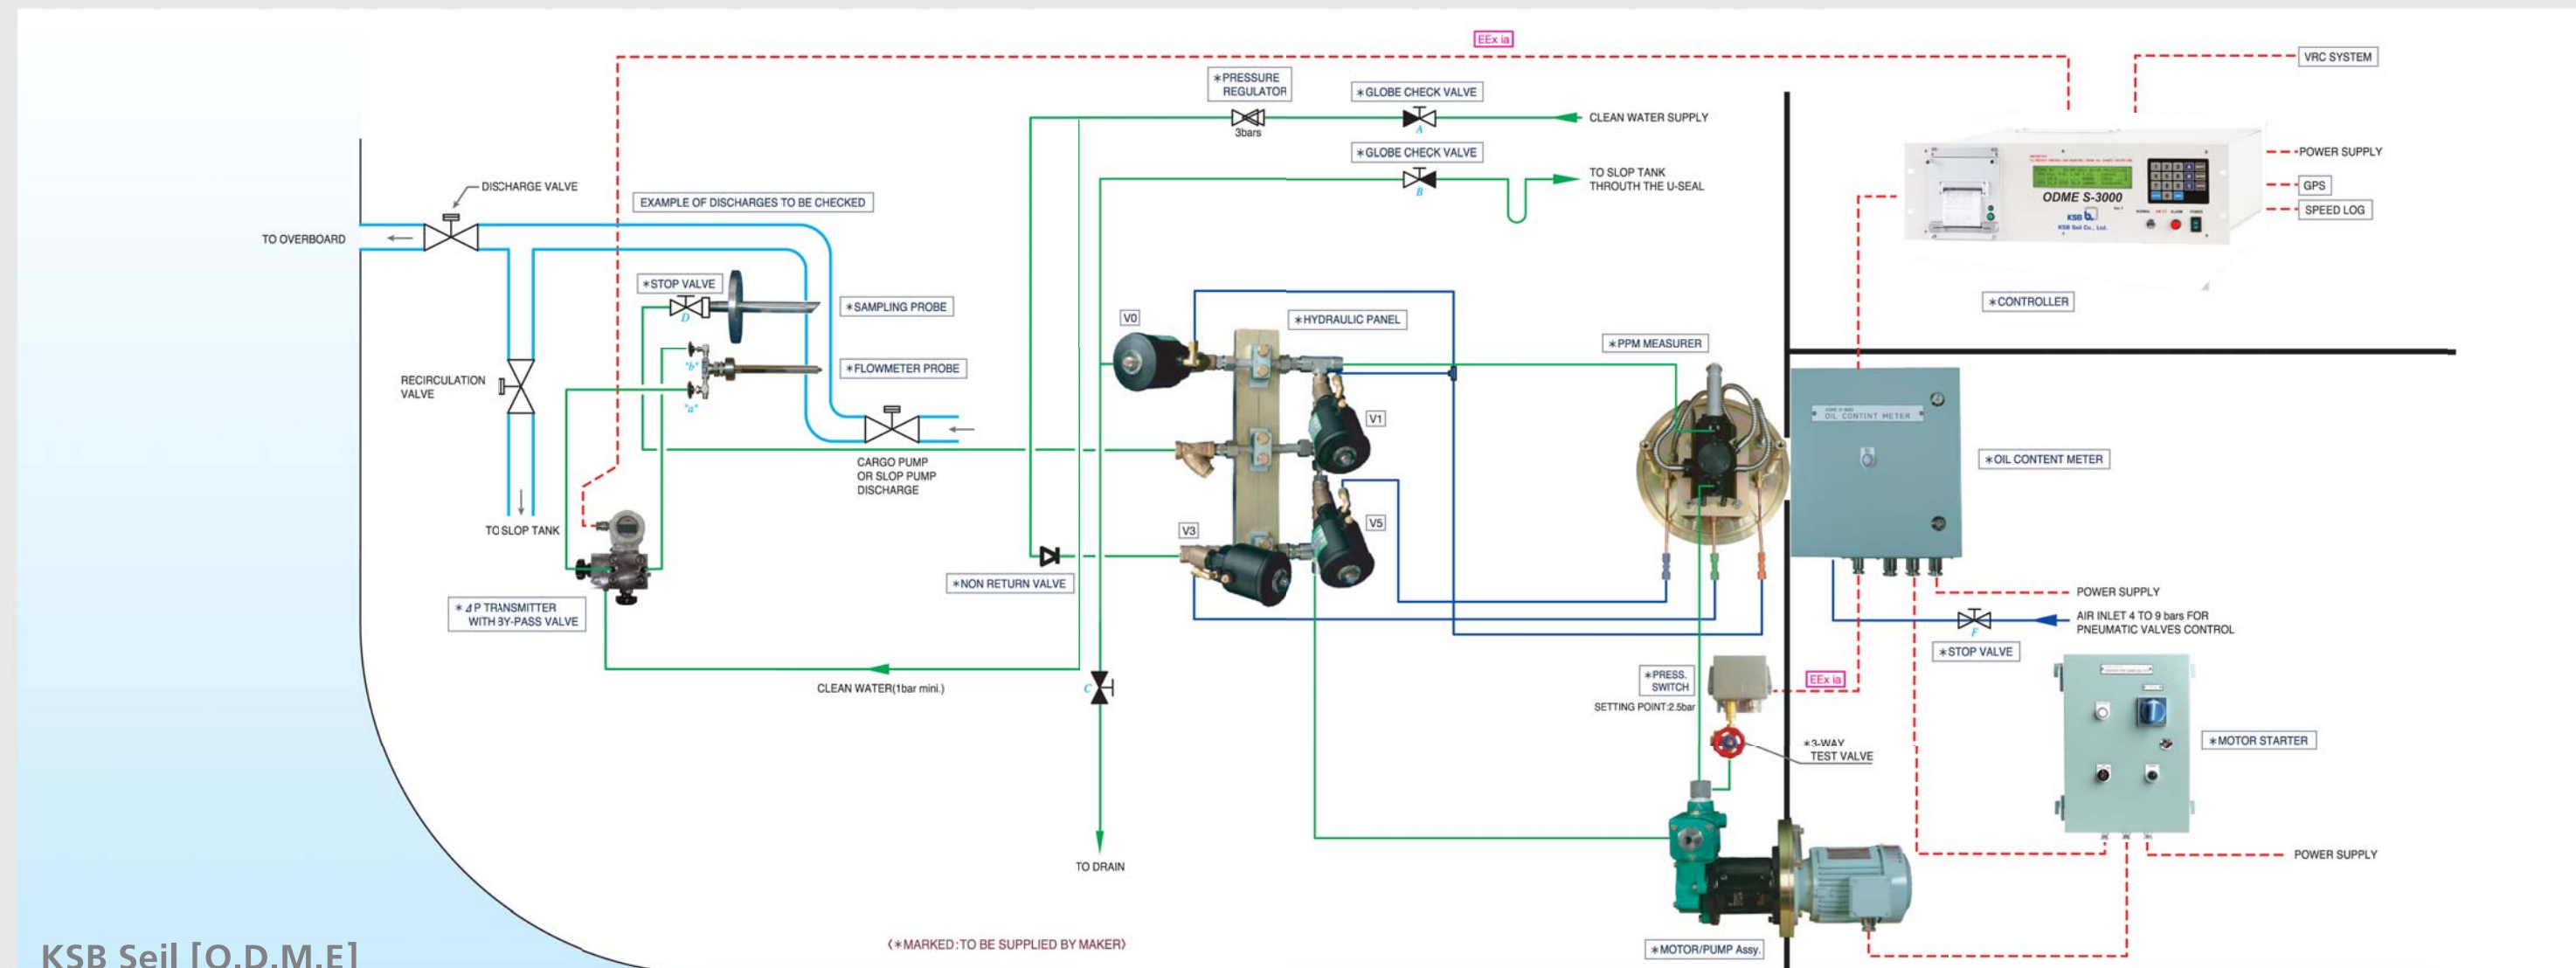 EEx ia
VRC SYSTEM
∗PRESSURE
REGULATOR
∗GLOBE CHECK VALVE
3bars
A
CLEAN WATER SUPPLY
∗GLOBE CHECK VALVE
B
TO SLOP TANK
THROUTH THE U-SEAL
POWER SUPPLY
GPS
SPEED LOG
ODME S-3000
KSB
KSB Seil Co., Ltd.
∗CONTROLLER
DISCHARGE VALVE
EXAMPLE OF DISCHARGES TO BE CHECKED
TO OVERBOARD
∗STOP VALVE
D
∗SAMPLING PROBE
"b"
∗FLOWMETER PROBE
"a"
RECIRCULATION
VALVE
CARGO PUMP
OR SLOP PUMP
DISCHARGE
TO SLOP TANK
V0
∗HYDRAULIC PANEL
V1
V5
V3
∗PPM MEASURER
OIL CONTINT METER
∗OIL CONTENT METER
∗NON RETURN VALVE
∗⊿P TRANSMITTER
WITH BY-PASS VALVE
POWER SUPPLY
AIR INLET 4 TO 9 bars FOR
PNEUMATIC VALVES CONTROL
F
∗STOP VALVE
CLEAN WATER(1bar mini.)
C
∗PRESS.
SWITCH
SETTING POINT:2.5bar
EEx ia
∗3-WAY
TEST VALVE
∗MOTOR STARTER
POWER SUPPLY
TO DRAIN
∗MOTOR/PUMP Assy.
(∗MARKED:TO BE SUPPLIED BY MAKER)
KSB Seil [O.D.M.E]